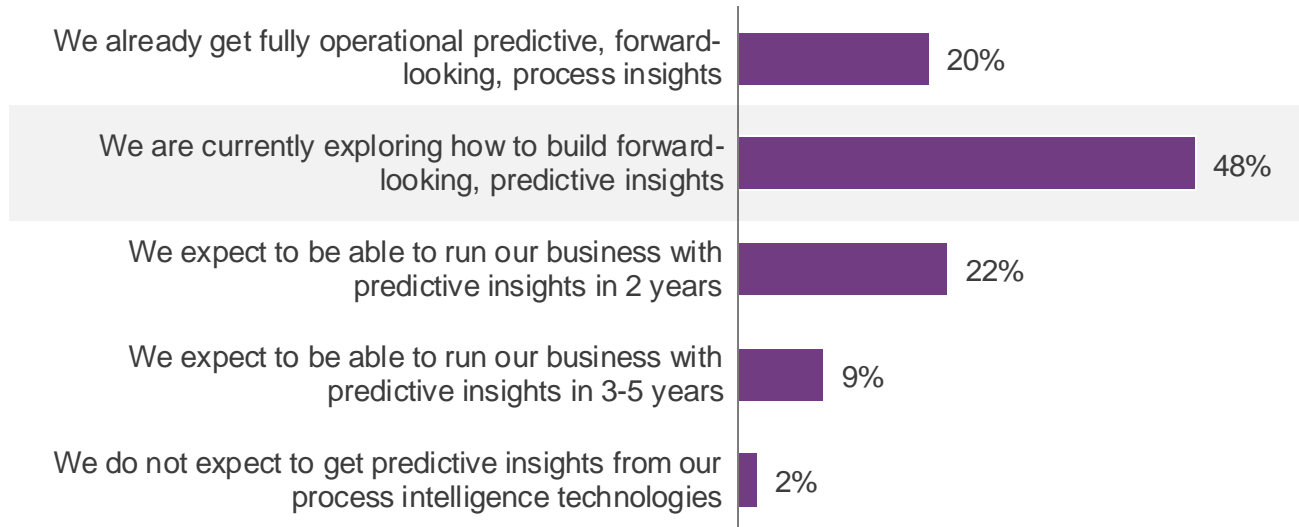 We already get fully operational predictive, forward-
looking, process insights
20%
We are currently exploring how to build forward-
looking, predictive insights
48%
We expect to be able to run our business with
predictive insights in 2 years
22%
We expect to be able to run our business with
predictive insights in 3-5 years
9%
We do not expect to get predictive insights from our
process intelligence technologies
2%